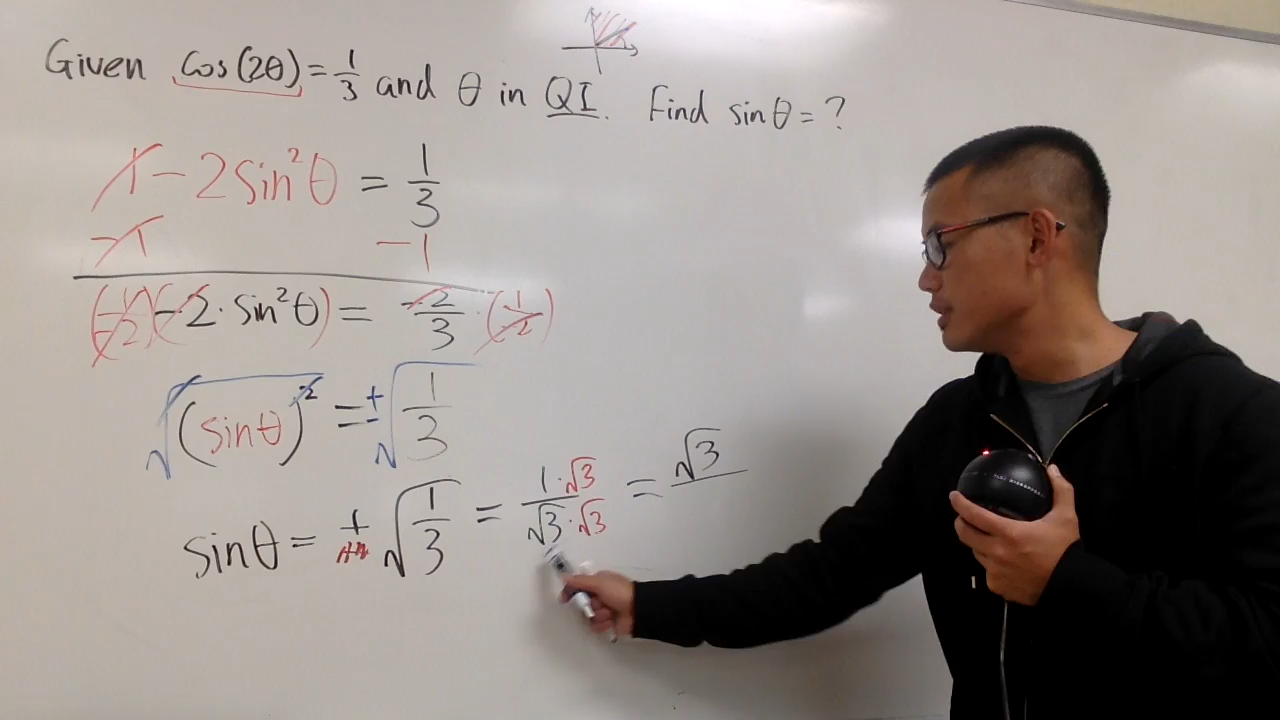 Given cos(2θ) = 1/3 and θ in QI. Find sinθ = ?
1 - 2sin²θ = 1/3
-1 -1
(1/-2)(-2·sin²θ) = -2/3 · (1/-2)
√(sinθ)² = ±√(1/3)
sinθ = ±√(1/3) = 1·√3/√3·√3 = √3